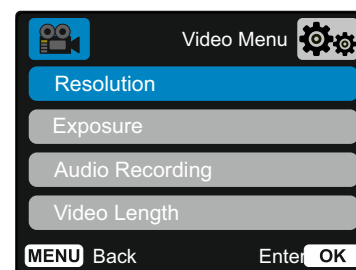 Video Menu
Resolution
Exposure
Audio Recording
Video Length
MENU Back Enter OK